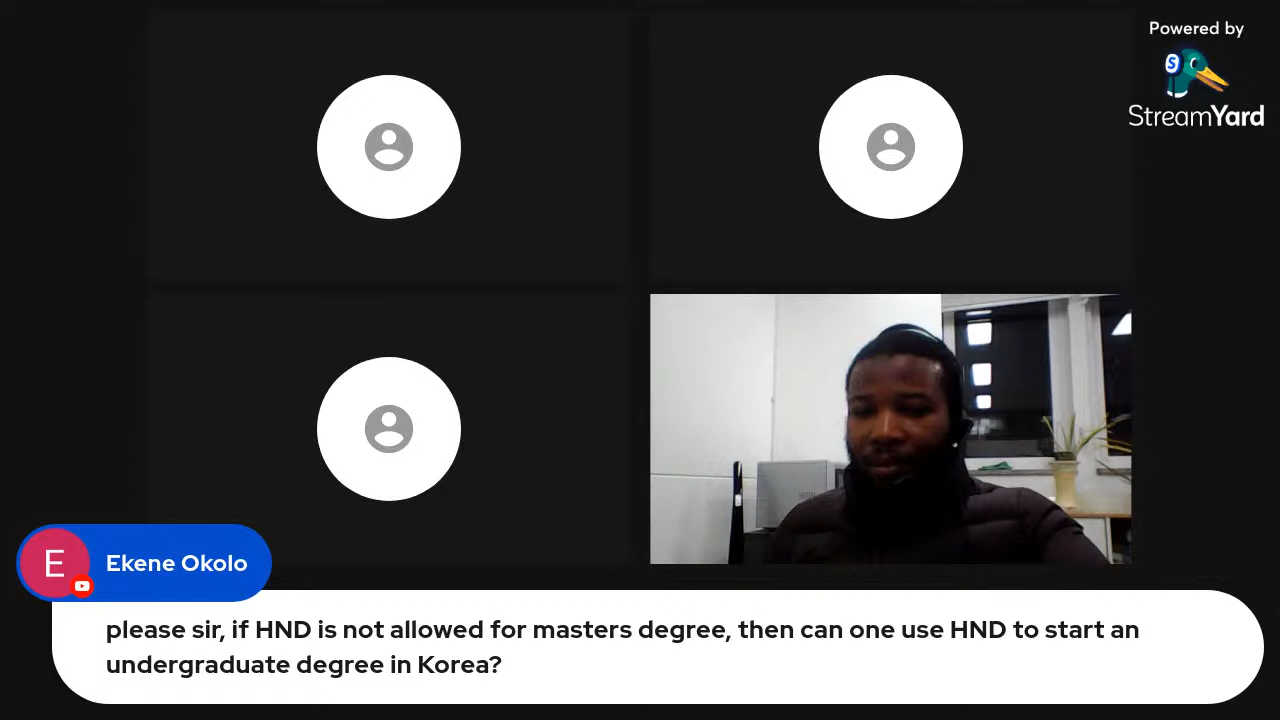 Powered by
S
StreamYard
E
Ekene Okolo
please sir, if HND is not allowed for masters degree, then can one use HND to start an
undergraduate degree in Korea?